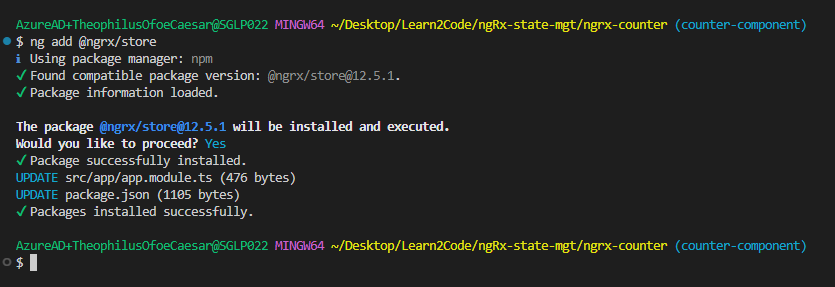 AzureAD+TheophilusOfoeCaesar@SGLP022 MINGW64 ~/Desktop/Learn2Code/ngRx-state-mgt/ngrx-counter (counter-component)
$ ng add @ngrx/store
i Using package manager: npm
✓ Found compatible package version: @ngrx/store@12.5.1.
✓ Package information loaded.

The package @ngrx/store@12.5.1 will be installed and executed.
Would you like to proceed? Yes
✓ Package successfully installed.
UPDATE src/app/app.module.ts (476 bytes)
UPDATE package.json (1105 bytes)
✓ Packages installed successfully.

AzureAD+TheophilusOfoeCaesar@SGLP022 MINGW64 ~/Desktop/Learn2Code/ngRx-state-mgt/ngrx-counter (counter-component)
$